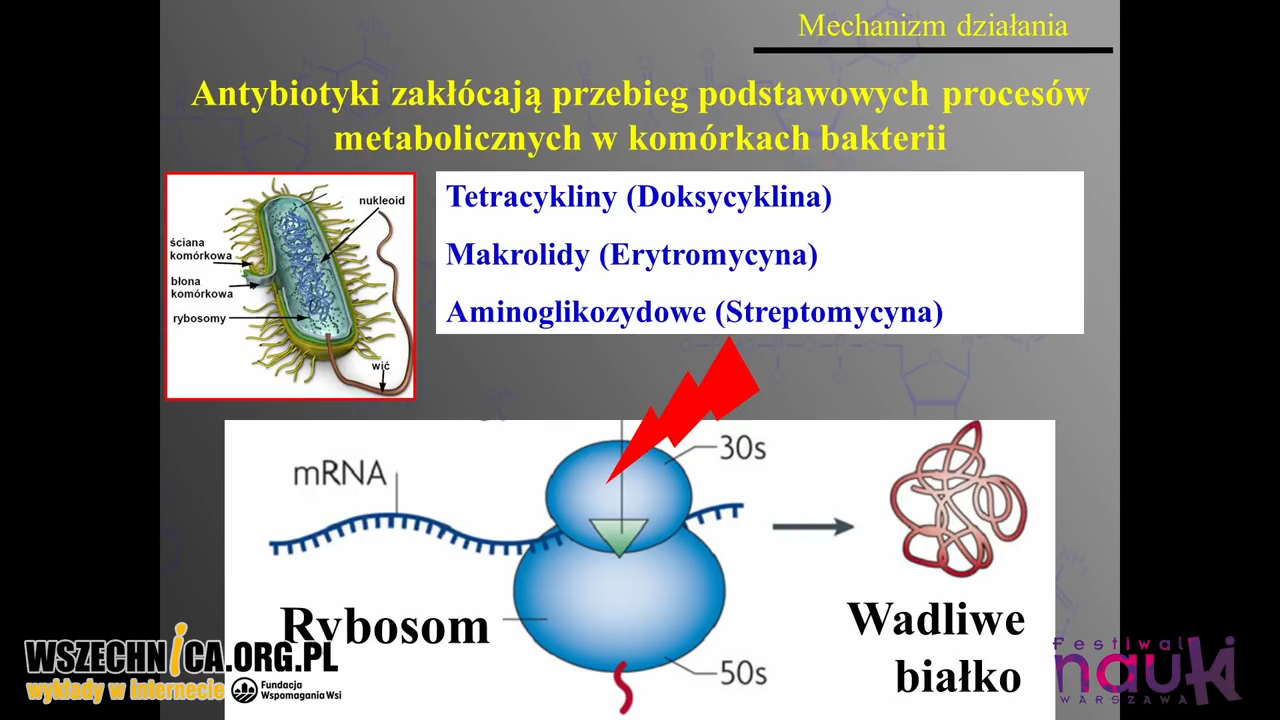 Mechanizm działania
Antybiotyki zakłócają przebieg podstawowych procesów
metabolicznych w komórkach bakterii
nukleoid
ściana
komórkowa
błona
komórkowa
rybosomy
wić
Tetracykliny (Doksycyklina)
Makrolidy (Erytromycyna)
Aminoglikozydowe (Streptomycyna)
mRNA
30s
Rybosom
50s
Wadliwe
białko
WSZECHNICA.ORG.PL
wykłady w Internecie
Fundacja
Wspomagania Wsi
Festiwal
nauki
WARSZAWA